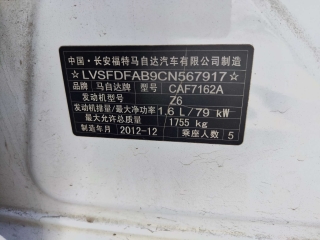 中国·长安福特马自达汽车有限公司制造
☆LVSFDFAB9CN567917☆
品牌 马自达牌 型号 CAF7162A
发动机型号 Z6
发动机排量/最大净功率 1.6 L/79 kW
最大允许总质量 1755 kg
制造年月 2012-12 乘座人数 5